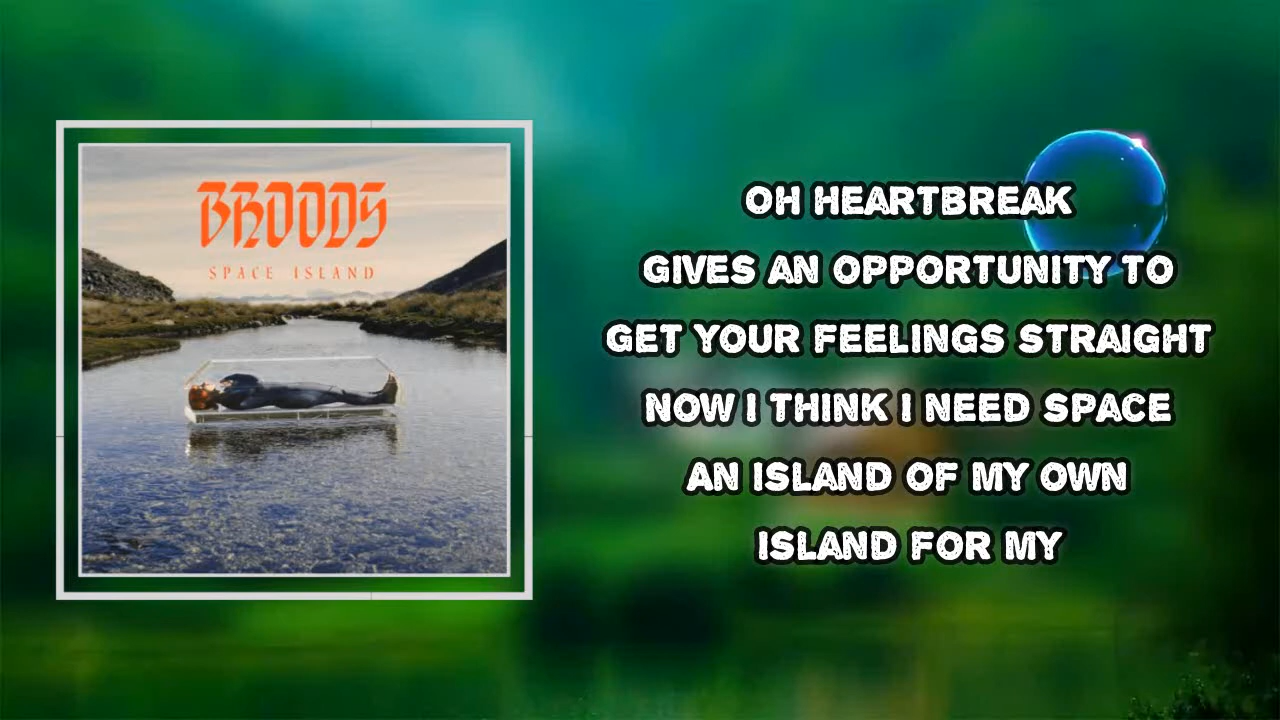 BROODS
SPACE ISLAND
OH HEARTBREAK
GIVES AN OPPORTUNITY TO
GET YOUR FEELINGS STRAIGHT
NOW I THINK I NEED SPACE
AN ISLAND OF MY OWN
ISLAND FOR MY